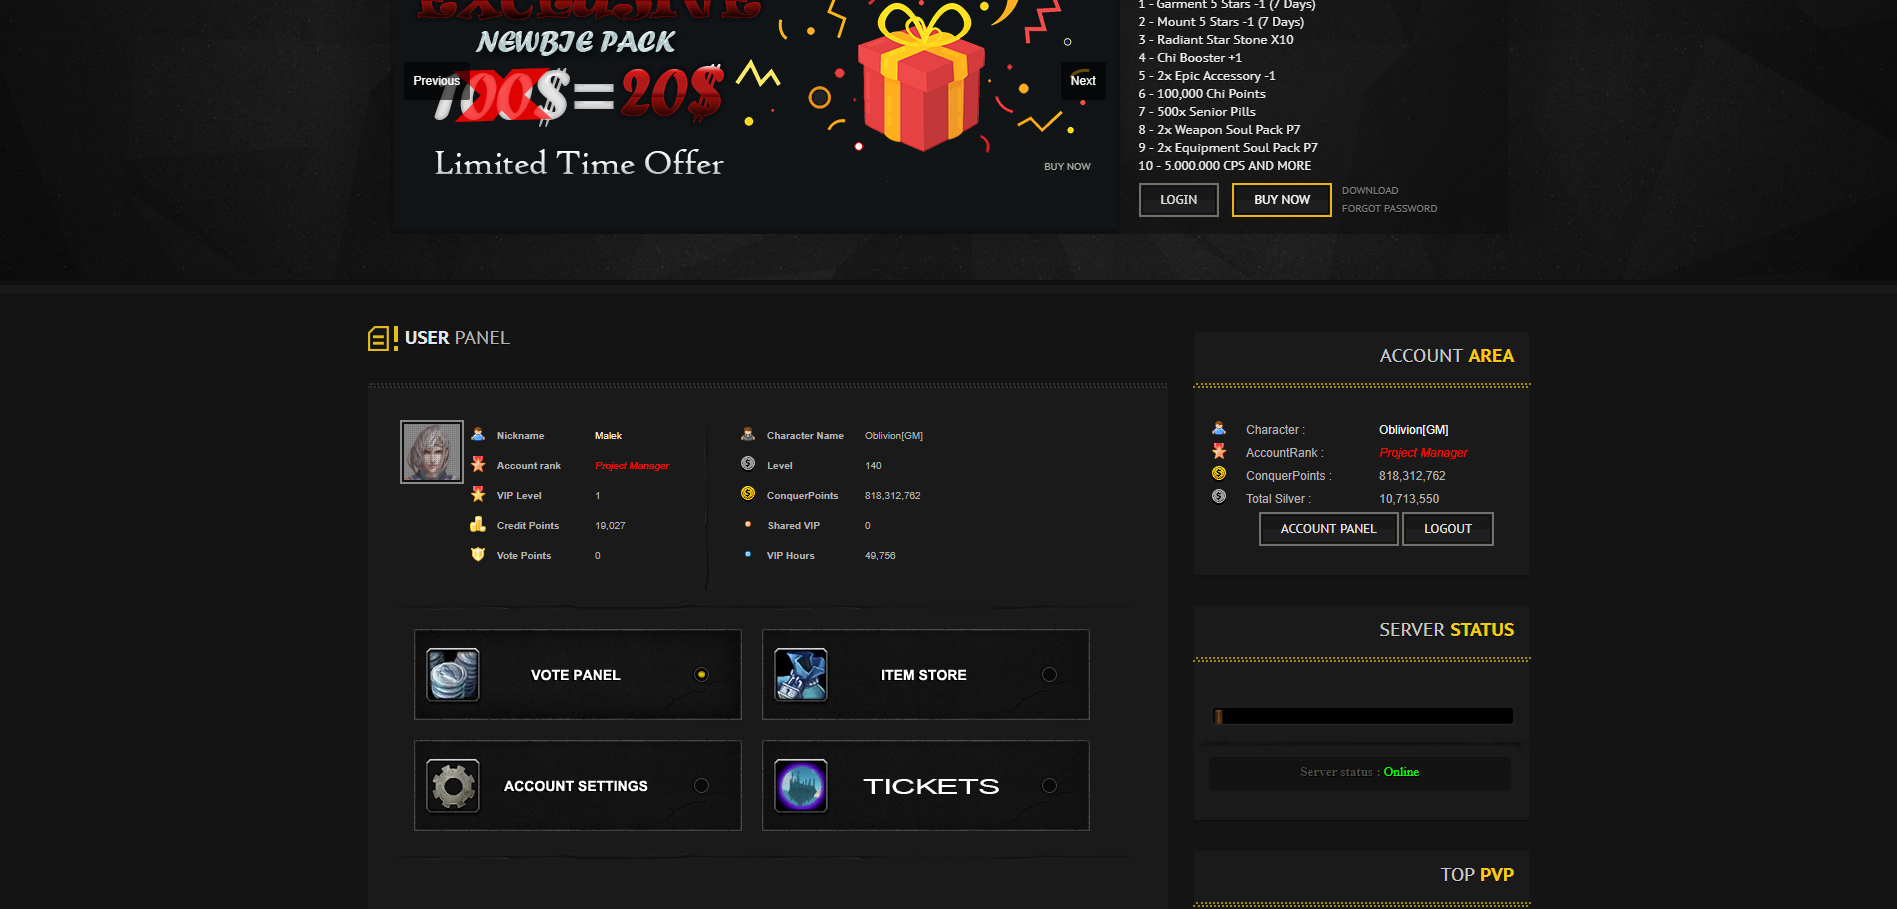 EXCLUSIVE
NEWBIE PACK
100$=20$
Limited Time Offer
Previous
Next
BUY NOW
1 - Garment 5 Stars -1 (7 Days)
2 - Mount 5 Stars -1 (7 Days)
3 - Radiant Star Stone X10
4 - Chi Booster +1
5 - 2x Epic Accessory -1
6 - 100,000 Chi Points
7 - 500x Senior Pills
8 - 2x Weapon Soul Pack P7
9 - 2x Equipment Soul Pack P7
10 - 5.000.000 CPS AND MORE
LOGIN
BUY NOW
DOWNLOAD
FORGOT PASSWORD
USER PANEL
Nickname Malek
Account rank Project Manager
VIP Level 1
Credit Points 19,027
Vote Points 0
Character Name Oblivion[GM]
Level 140
ConquerPoints 818,312,762
Shared VIP 0
VIP Hours 49,756
VOTE PANEL
ITEM STORE
ACCOUNT SETTINGS
TICKETS
ACCOUNT AREA
Character : Oblivion[GM]
AccountRank : Project Manager
ConquerPoints : 818,312,762
Total Silver : 10,713,550
ACCOUNT PANEL
LOGOUT
SERVER STATUS
Server status : Online
TOP PVP